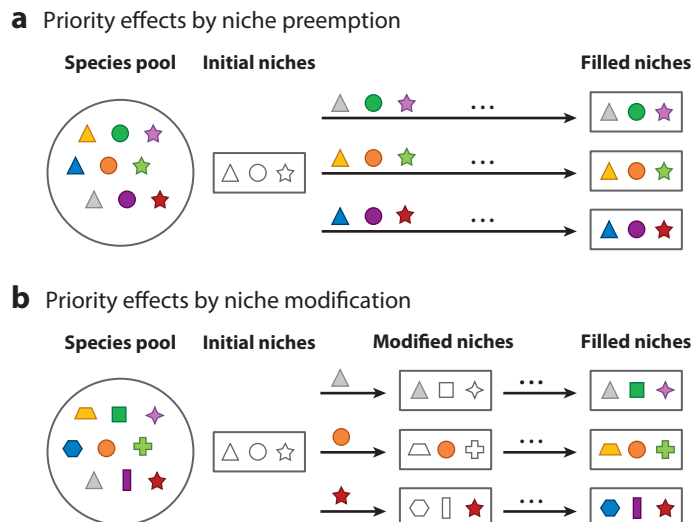 a Priority effects by niche preemption
Species pool Initial niches Filled niches
...
...
...
b Priority effects by niche modification
Species pool Initial niches Modified niches Filled niches
...
...
...